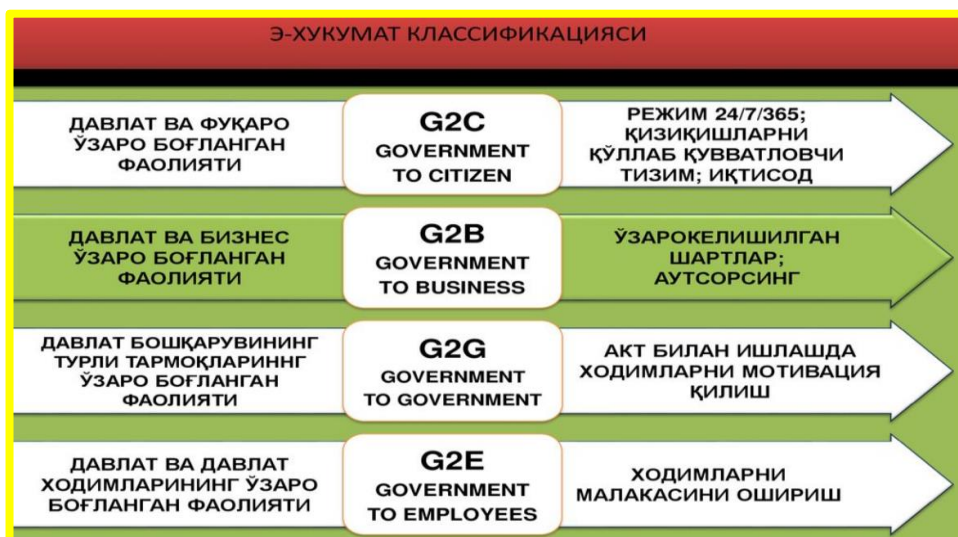 Э-ХУКУМАТ КЛАССИФИКАЦИЯСИ
ДАВЛАТ ВА ФУҚАРО
ЎЗАРО БОҒЛАНГАН
ФАОЛИЯТИ
G2C
GOVERNMENT
TO CITIZEN
РЕЖИМ 24/7/365;
ҚИЗИҚИШЛАРНИ
ҚЎЛЛАБ ҚУВВАТЛОВЧИ
ТИЗИМ; ИҚТИСОД
ДАВЛАТ ВА БИЗНЕС
ЎЗАРО БОҒЛАНГАН
ФАОЛИЯТИ
G2B
GOVERNMENT
TO BUSINESS
ЎЗАРОКЕЛИШИЛГАН
ШАРТЛАР;
АУТСОРСИНГ
ДАВЛАТ БОШҚАРУВИНИНГ
ТУРЛИ ТАРМОҚЛАРИННГ
ЎЗАРО БОҒЛАНГАН
ФАОЛИЯТИ
G2G
GOVERNMENT
TO GOVERNMENT
АКТ БИЛАН ИШЛАШДА
ХОДИМЛАРНИ МОТИВАЦИЯ
ҚИЛИШ
ДАВЛАТ ВА ДАВЛАТ
ХОДИМЛАРИНИНГ ЎЗАРО
БОҒЛАНГАН ФАОЛИЯТИ
G2E
GOVERNMENT
TO EMPLOYEES
ХОДИМЛАРНИ
МАЛАКАСИНИ ОШИРИШ